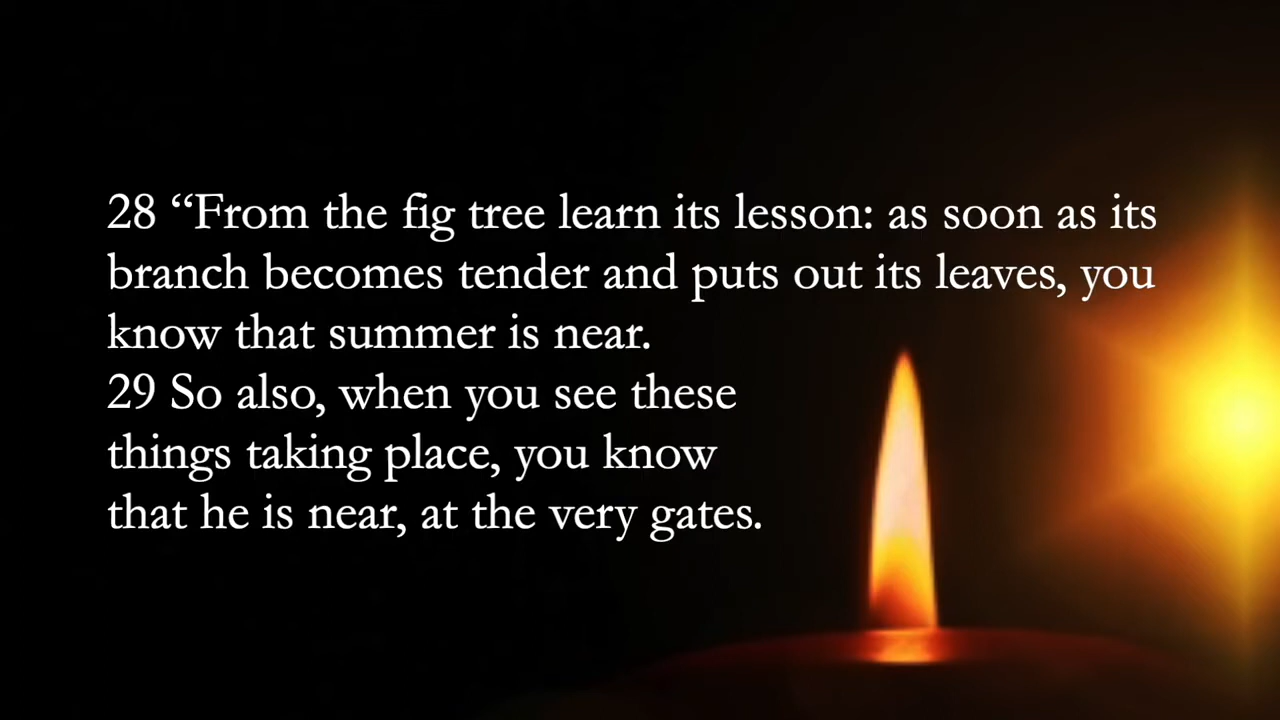 28 “From the fig tree learn its lesson: as soon as its
branch becomes tender and puts out its leaves, you
know that summer is near.
29 So also, when you see these
things taking place, you know
that he is near, at the very gates.